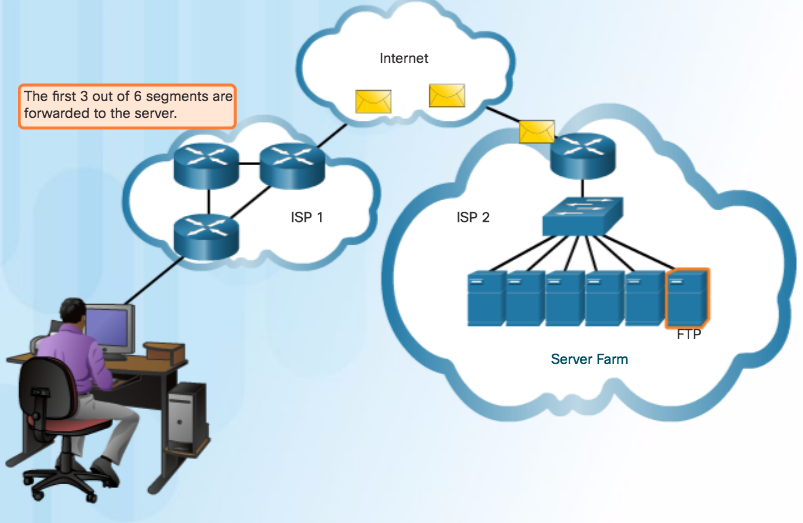 Internet
The first 3 out of 6 segments are
forwarded to the server.
ISP 1
ISP 2
FTP
Server Farm